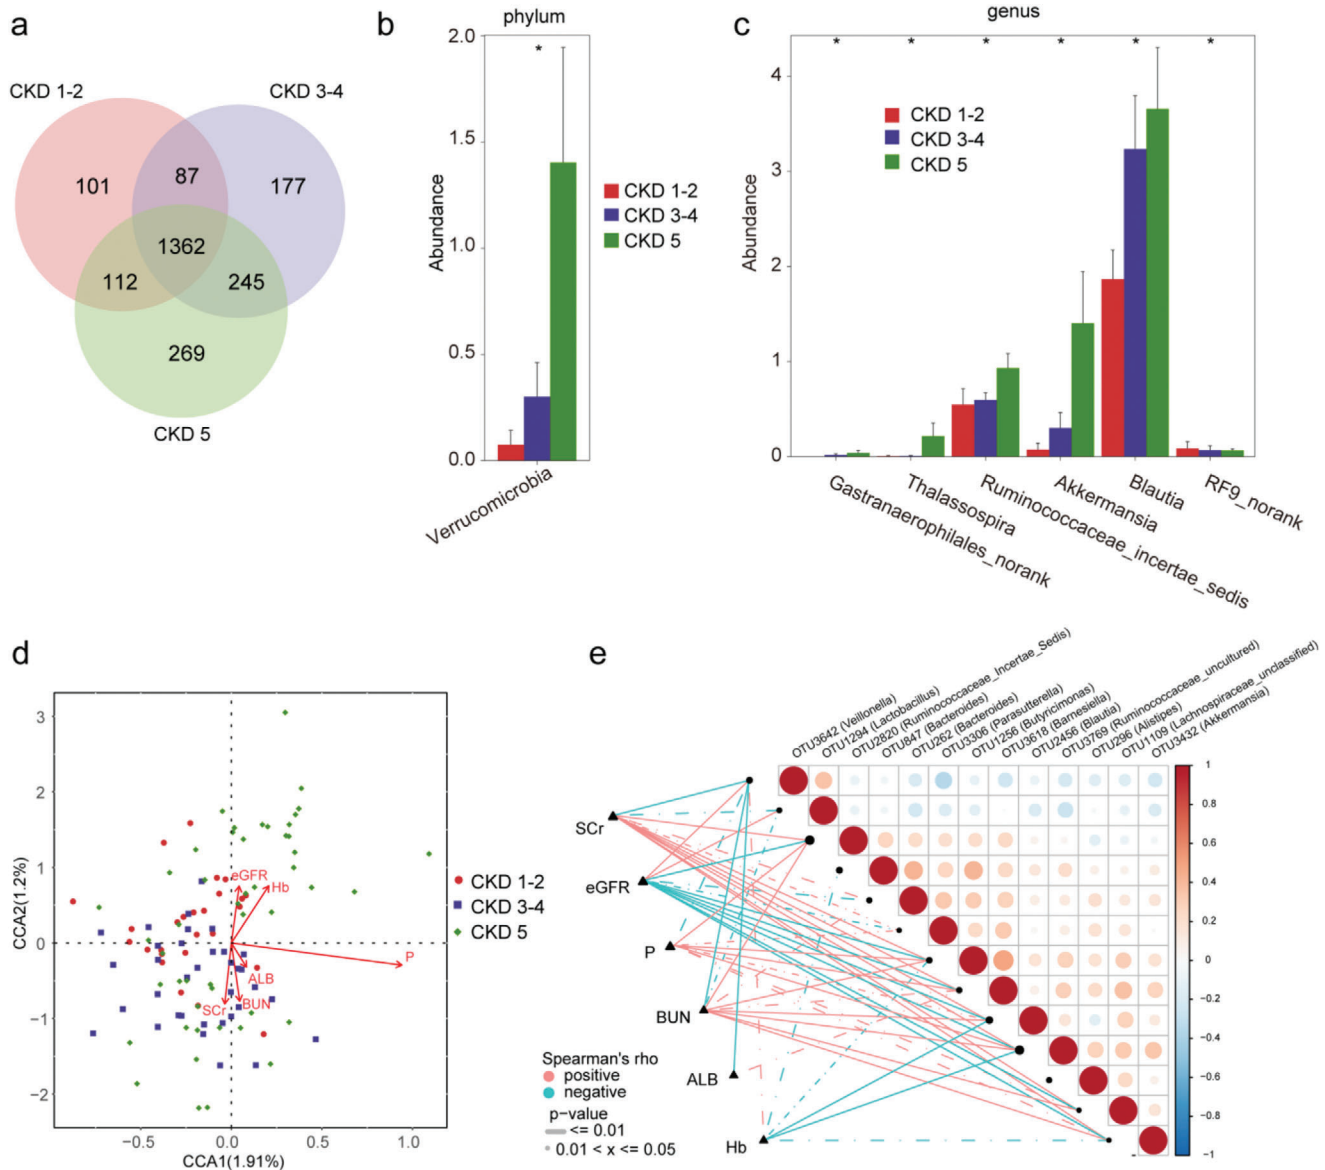 a
CKD 1-2
CKD 3-4
101
87
177
1362
112
245
269
CKD 5
b
phylum
2.0
*
1.5
1.0
0.5
0.0
Abundance
Verrucomicrobia
CKD 1-2
CKD 3-4
CKD 5
c
genus
* * * * * *
4
3
2
1
0
Abundance
CKD 1-2
CKD 3-4
CKD 5
Gastranaerophilales_norank
Thalassospira
Ruminococcaceae_incertae_sedis
Akkermansia
Blautia
RF9_norank
d
3
2
1
0
−1
−2
CCA2(1.2%)
eGFR
Hb
P
ALB
BUN
SCr
−0.5
0.0
0.5
1.0
CCA1(1.91%)
CKD 1-2
CKD 3-4
CKD 5
e
OTU3642 (Veillonella)
OTU1294 (Lactobacillus)
OTU2820 (Ruminococcaceae_Incertae_Sedis)
OTU847 (Bacteroides)
OTU262 (Bacteroides)
OTU3306 (Parasutterella)
OTU1256 (Butyricimonas)
OTU3618 (Barnesiella)
OTU2456 (Blautia)
OTU3769 (Ruminococcaceae_uncultured)
OTU296 (Alistipes)
OTU1109 (Lachnospiraceae_unclassified)
OTU3432 (Akkermansia)
SCr
eGFR
P
BUN
ALB
Hb
Spearman's rho
positive
negative
p−value
<= 0.01
0.01 < x <= 0.05
1
0.8
0.6
0.4
0.2
0
−0.2
−0.4
−0.6
−0.8
−1